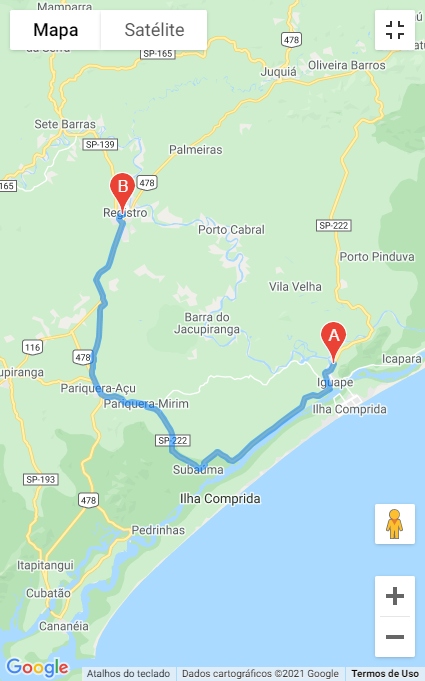 Mamparra
da Serra
Mapa
Satélite
SP-165
478
Oliveira Barros
Juquiá
Sete Barras
SP-139
Palmeiras
165
B
478
Registro
Porto Cabral
SP-222
Porto Pinduva
Vila Velha
Barra do
Jacupiranga
A
116
478
Icapara
upiranga
Pariquera-Açu
Iguape
Pariquera-Mirim
Ilha Comprida
SP-222
Subaúma
SP-193
478
Ilha Comprida
Pedrinhas
Itapitangui
Cubatão
Cananéia
Google
Atalhos do teclado
Dados cartográficos ©2021 Google
Termos de Uso